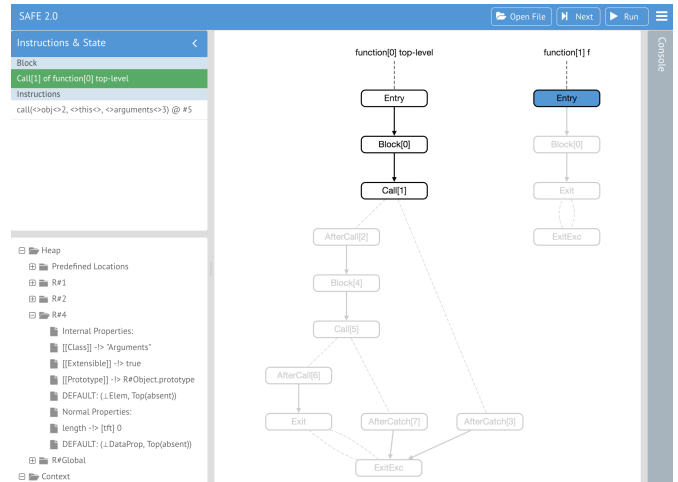 SAFE 2.0
Open File
Next
Run
Instructions & State
Block
Call[1] of function[0] top-level
Instructions
call(<>obj<>2, <>this<>, <>arguments<>3) @ #5
Heap
Predefined Locations
R#1
R#2
R#4
Internal Properties:
[[Class]] -!> "Arguments"
[[Extensible]] -!> true
[[Prototype]] -!> R#Object.prototype
DEFAULT: (⊥Elem, Top(absent))
Normal Properties:
length -!> [tft] 0
DEFAULT: (⊥DataProp, Top(absent))
R#Global
Context
function[0] top-level
Entry
Block[0]
Call[1]
AfterCall[2]
Block[4]
Call[5]
AfterCall[6]
Exit
AfterCatch[7]
AfterCatch[3]
ExitExc
function[1] f
Entry
Block[0]
Exit
ExitExc
Console